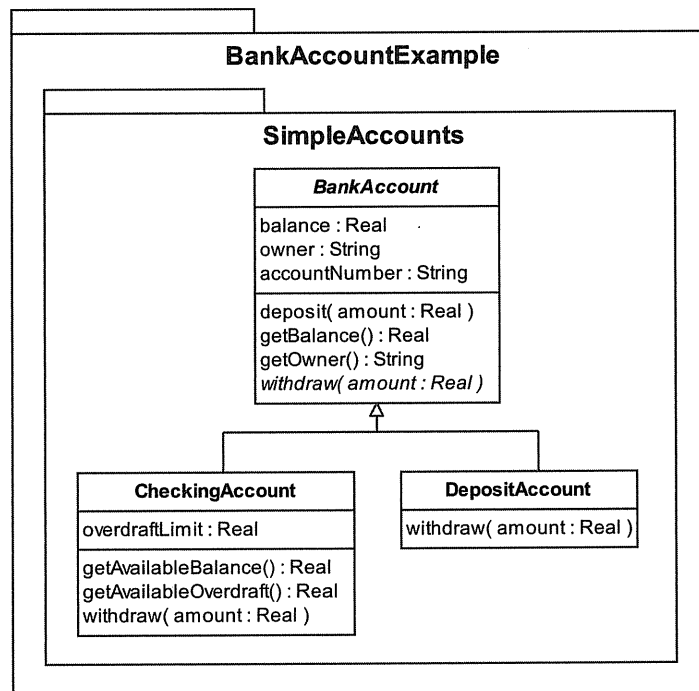 BankAccountExample
SimpleAccounts
BankAccount
balance : Real
owner : String
accountNumber : String
deposit( amount : Real )
getBalance() : Real
getOwner() : String
withdraw( amount : Real )
CheckingAccount
overdraftLimit : Real
getAvailableBalance() : Real
getAvailableOverdraft() : Real
withdraw( amount : Real )
DepositAccount
withdraw( amount : Real )